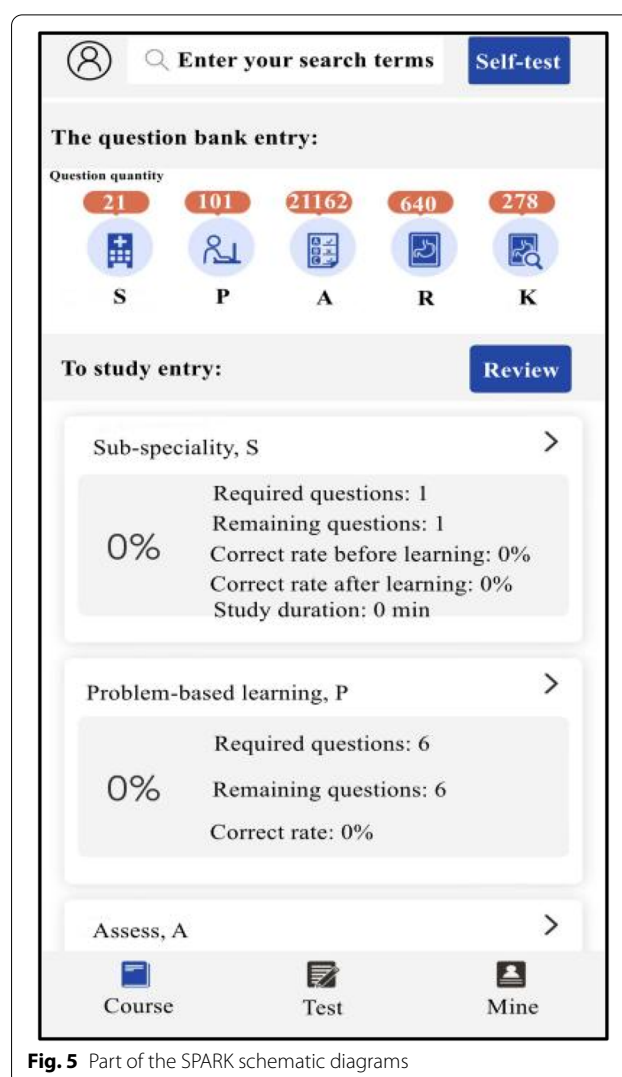 Enter your search terms Self-test
The question bank entry:
Question quantity
21 101 21162 640 278
S P A R K
To study entry: Review
Sub-speciality, S
0%
Required questions: 1
Remaining questions: 1
Correct rate before learning: 0%
Correct rate after learning: 0%
Study duration: 0 min
Problem-based learning, P
0%
Required questions: 6
Remaining questions: 6
Correct rate: 0%
Assess, A
Course Test Mine
Fig. 5 Part of the SPARK schematic diagrams